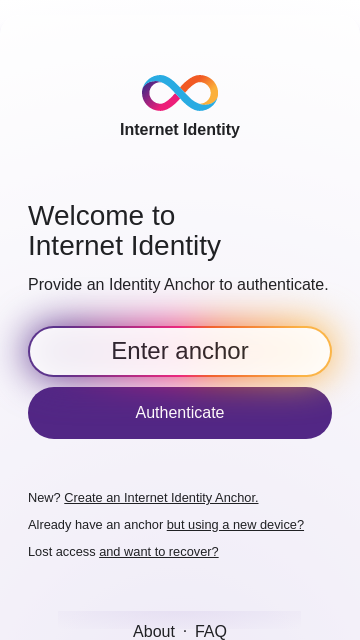 Internet Identity
Welcome to
Internet Identity
Provide an Identity Anchor to authenticate.
Enter anchor
Authenticate
New? Create an Internet Identity Anchor.
Already have an anchor but using a new device?
Lost access and want to recover?
About · FAQ